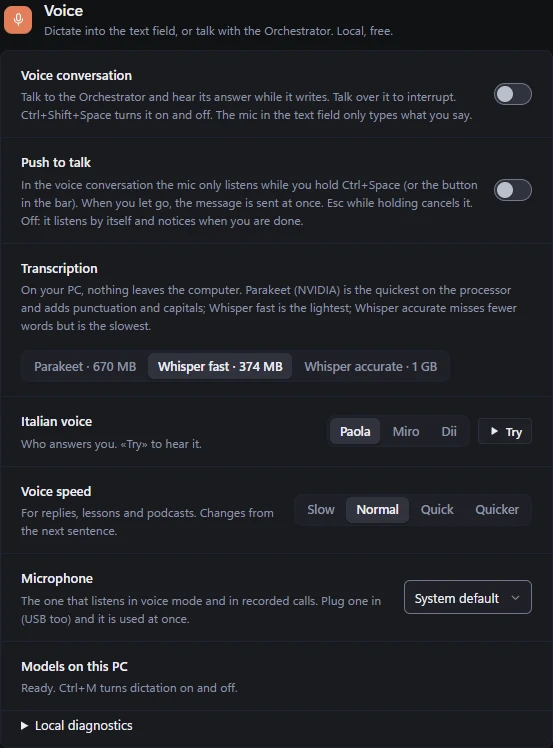 Voice
Dictate into the text field, or talk with the Orchestrator. Local, free.
Voice conversation
Talk to the Orchestrator and hear its answer while it writes. Talk over it to interrupt.
Ctrl+Shift+Space turns it on and off. The mic in the text field only types what you say.
Push to talk
In the voice conversation the mic only listens while you hold Ctrl+Space (or the button
in the bar). When you let go, the message is sent at once. Esc while holding cancels it.
Off: it listens by itself and notices when you are done.
Transcription
On your PC, nothing leaves the computer. Parakeet (NVIDIA) is the quickest on the processor
and adds punctuation and capitals; Whisper fast is the lightest; Whisper accurate misses fewer
words but is the slowest.
Parakeet · 670 MB Whisper fast · 374 MB Whisper accurate · 1 GB
Italian voice
Who answers you. «Try» to hear it.
Paola Miro Dii Try
Voice speed
For replies, lessons and podcasts. Changes from
the next sentence.
Slow Normal Quick Quicker
Microphone
The one that listens in voice mode and in recorded calls. Plug one in
(USB too) and it is used at once.
System default
Models on this PC
Ready. Ctrl+M turns dictation on and off.
Local diagnostics